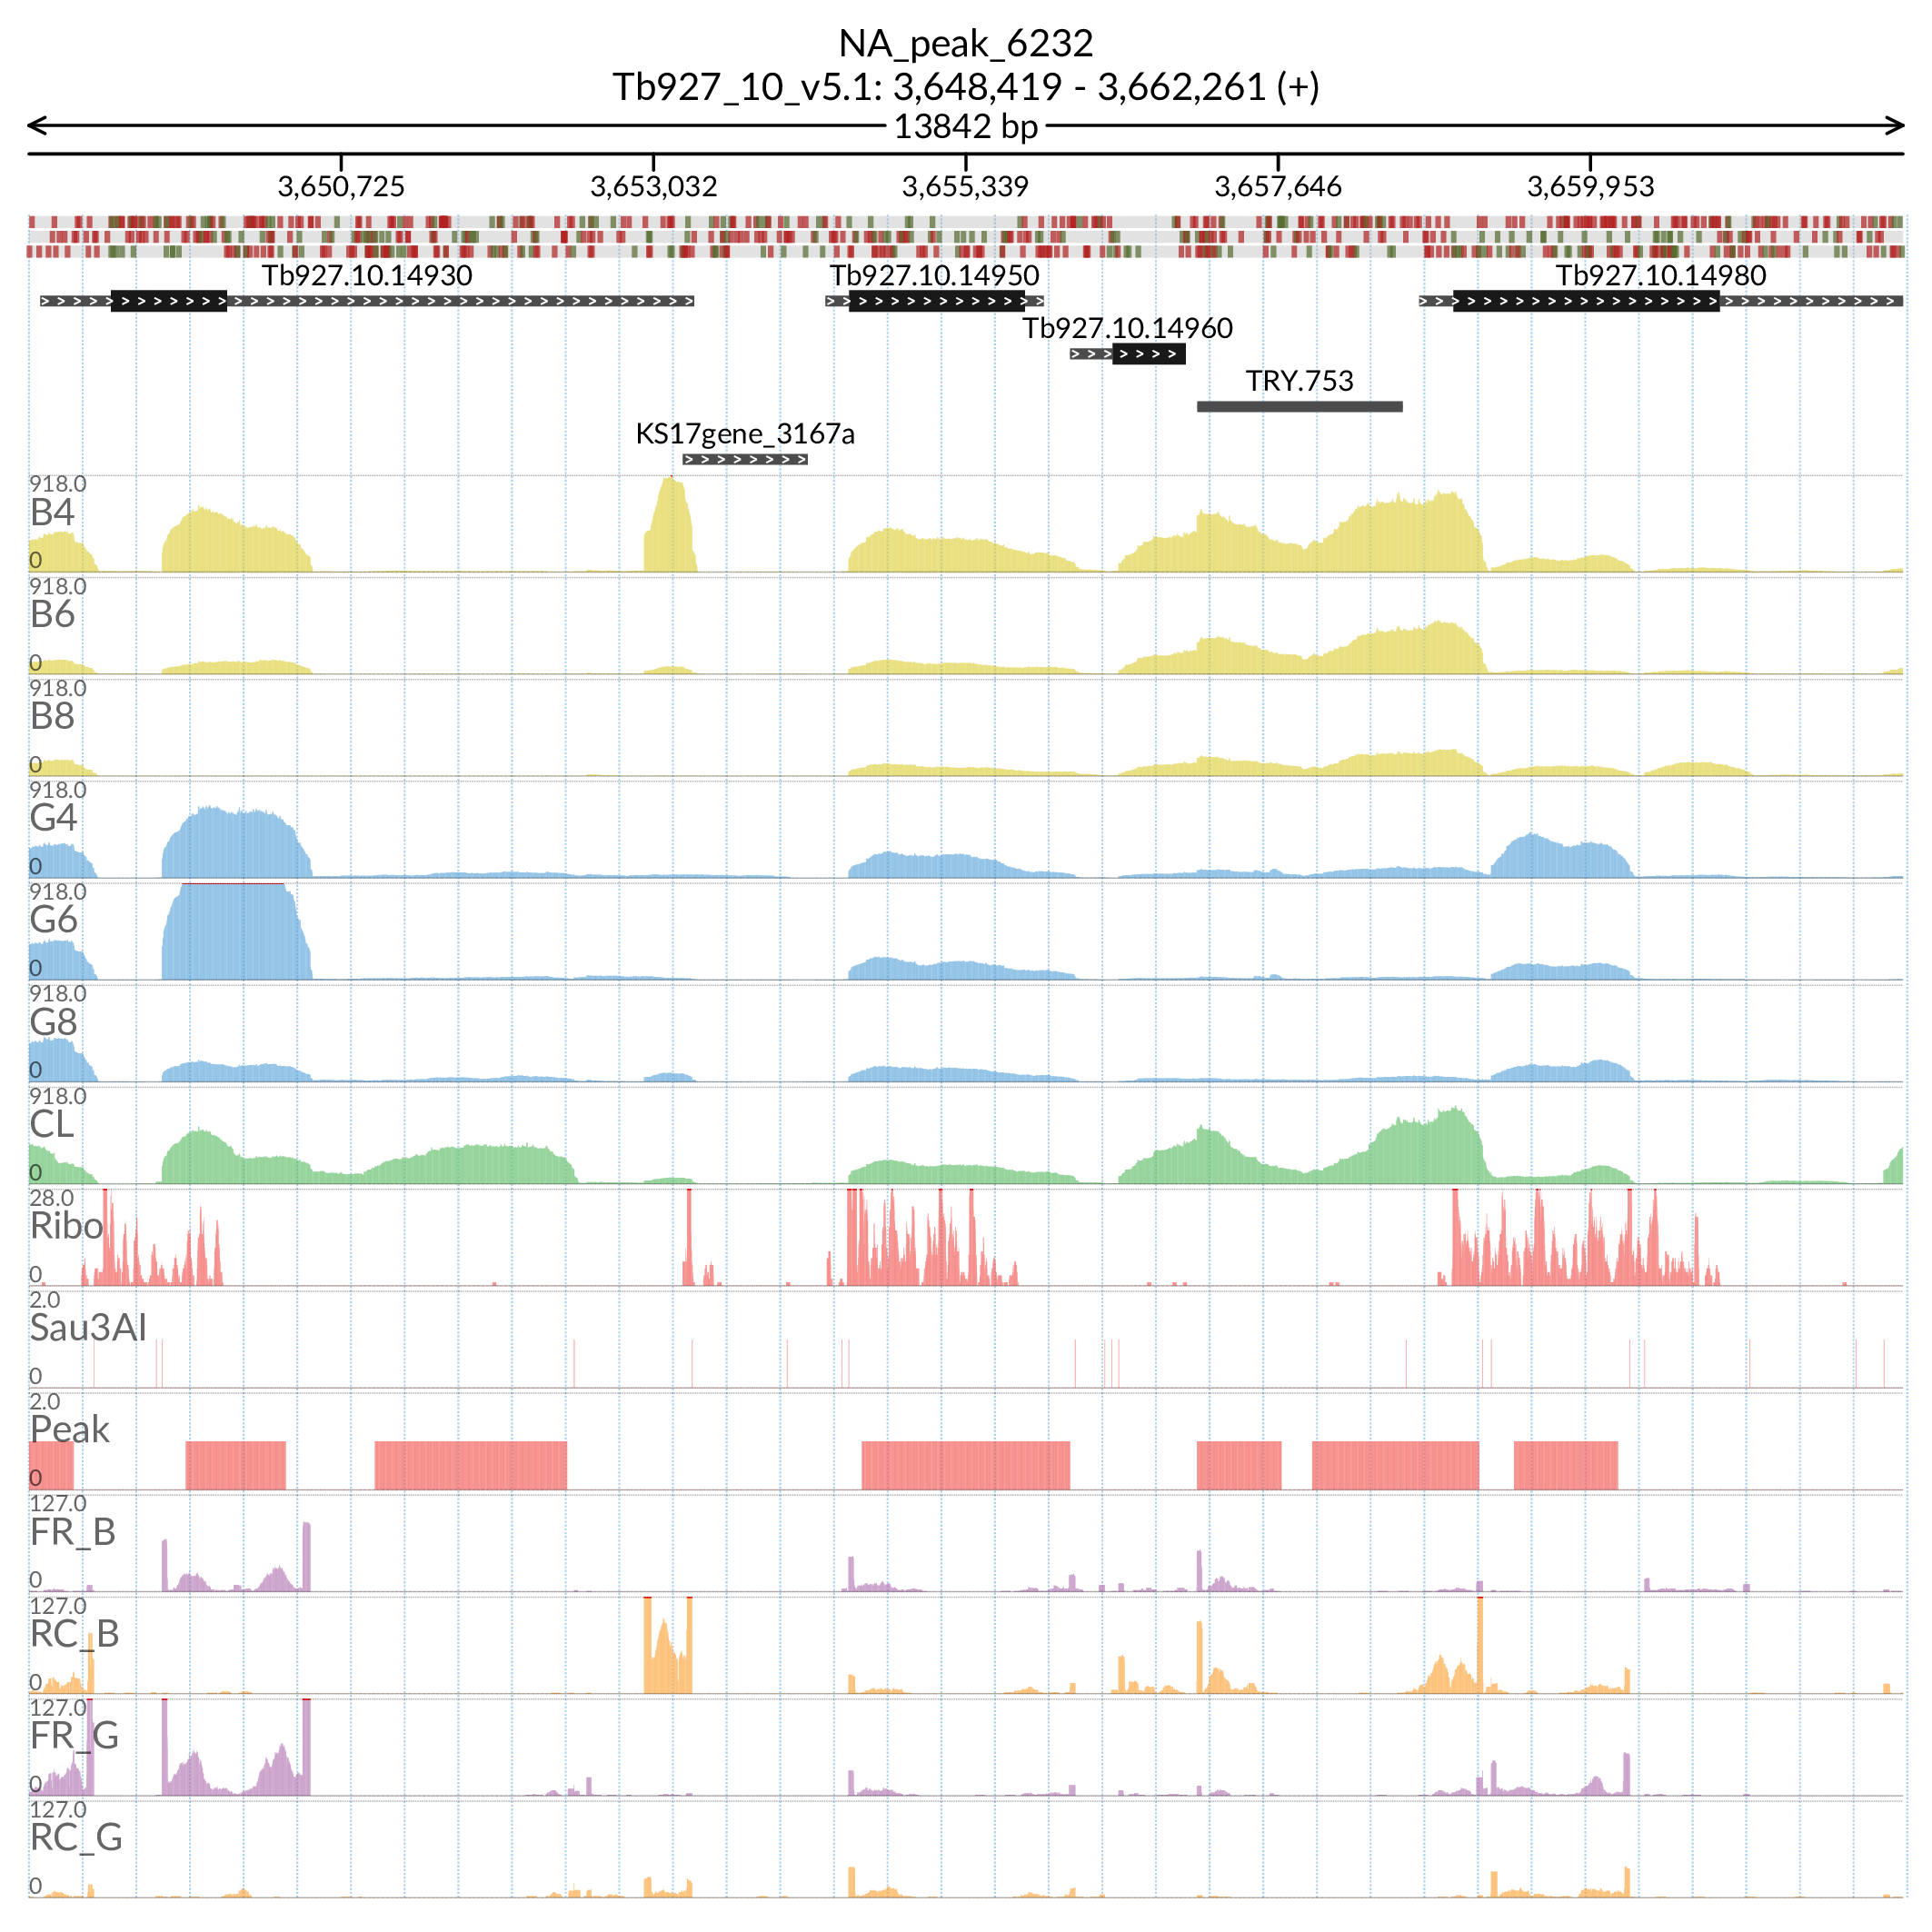 NA_peak_6232
Tb927_10_v5.1: 3,648,419 - 3,662,261 (+)
13842 bp
3,650,725 3,653,032 3,655,339 3,657,646 3,659,953
Tb927.10.14930 Tb927.10.14950 Tb927.10.14980
Tb927.10.14960
TRY.753
KS17gene_3167a
918.0
B4
0
918.0
B6
0
918.0
B8
0
918.0
G4
0
918.0
G6
0
918.0
G8
0
918.0
CL
0
28.0
Ribo
0
2.0
Sau3AI
0
2.0
Peak
0
127.0
FR_B
0
127.0
RC_B
0
127.0
FR_G
0
127.0
RC_G
0